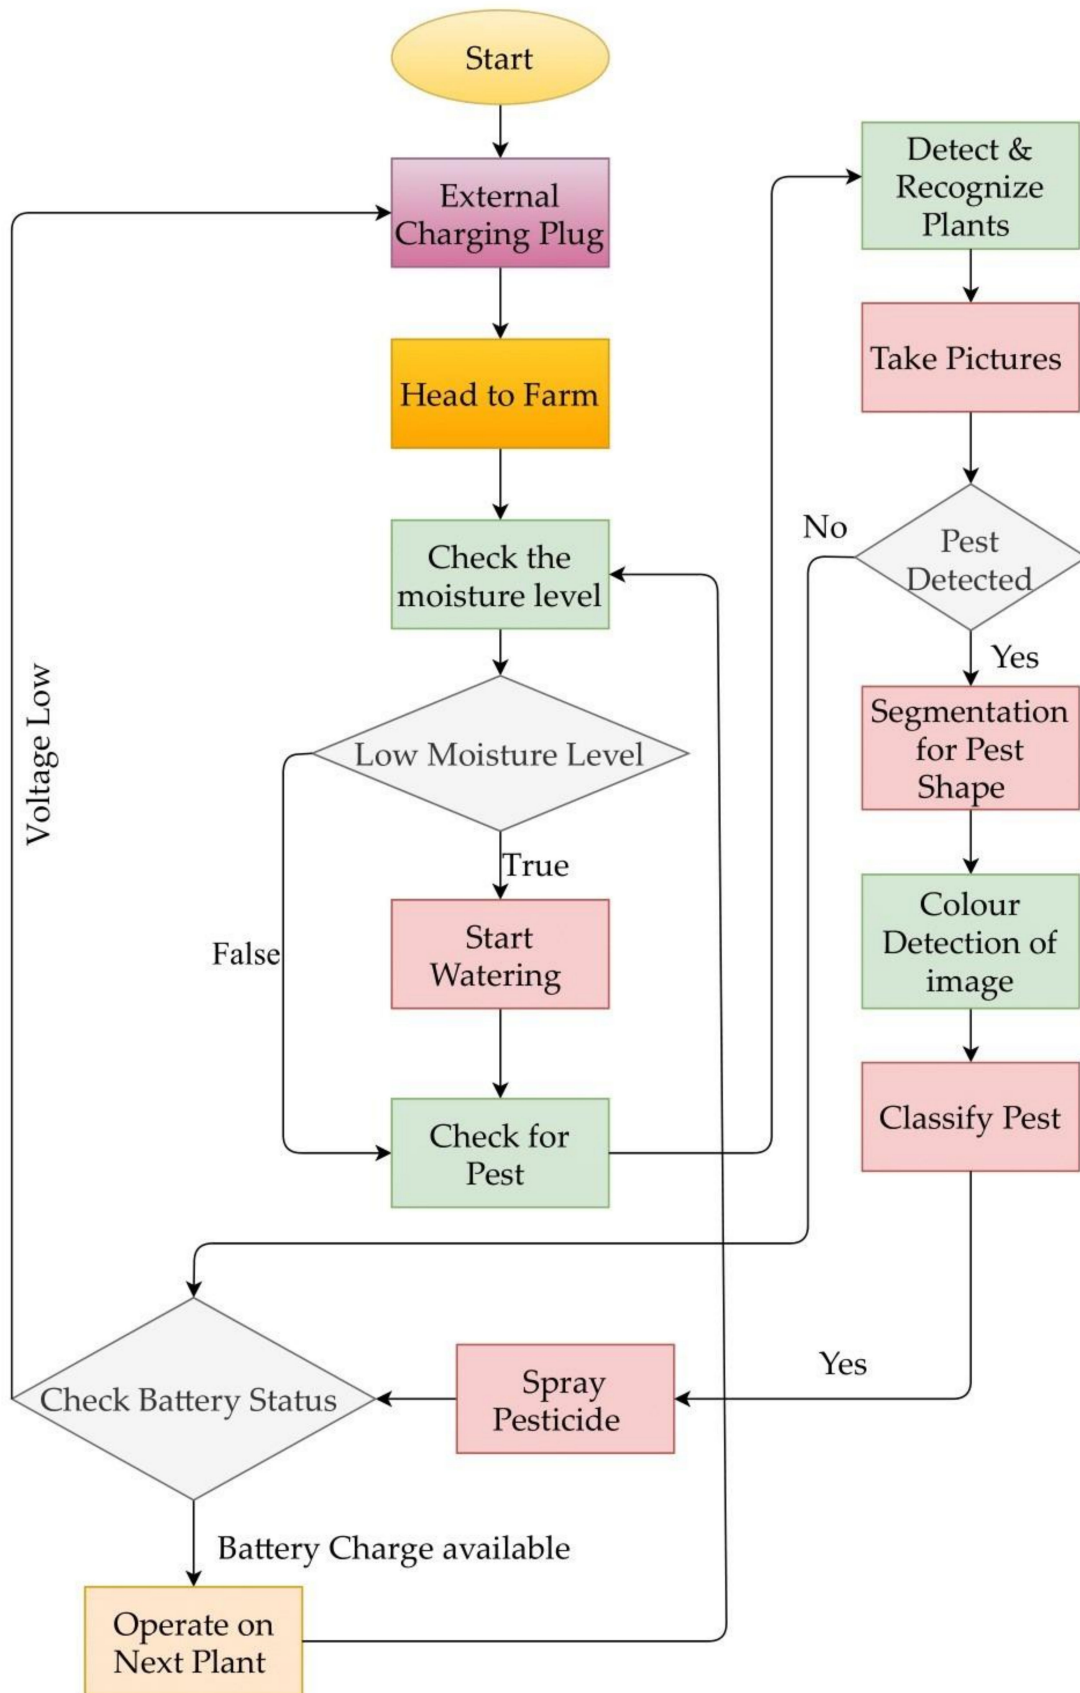 Start
External
Charging Plug
Head to Farm
Check the
moisture level
Low Moisture Level
True
False
Start
Watering
Check for
Pest
Detect &
Recognize
Plants
Take Pictures
Pest
Detected
No
Yes
Segmentation
for Pest
Shape
Colour
Detection of
image
Classify Pest
Yes
Spray
Pesticide
Check Battery Status
Voltage Low
Battery Charge available
Operate on
Next Plant